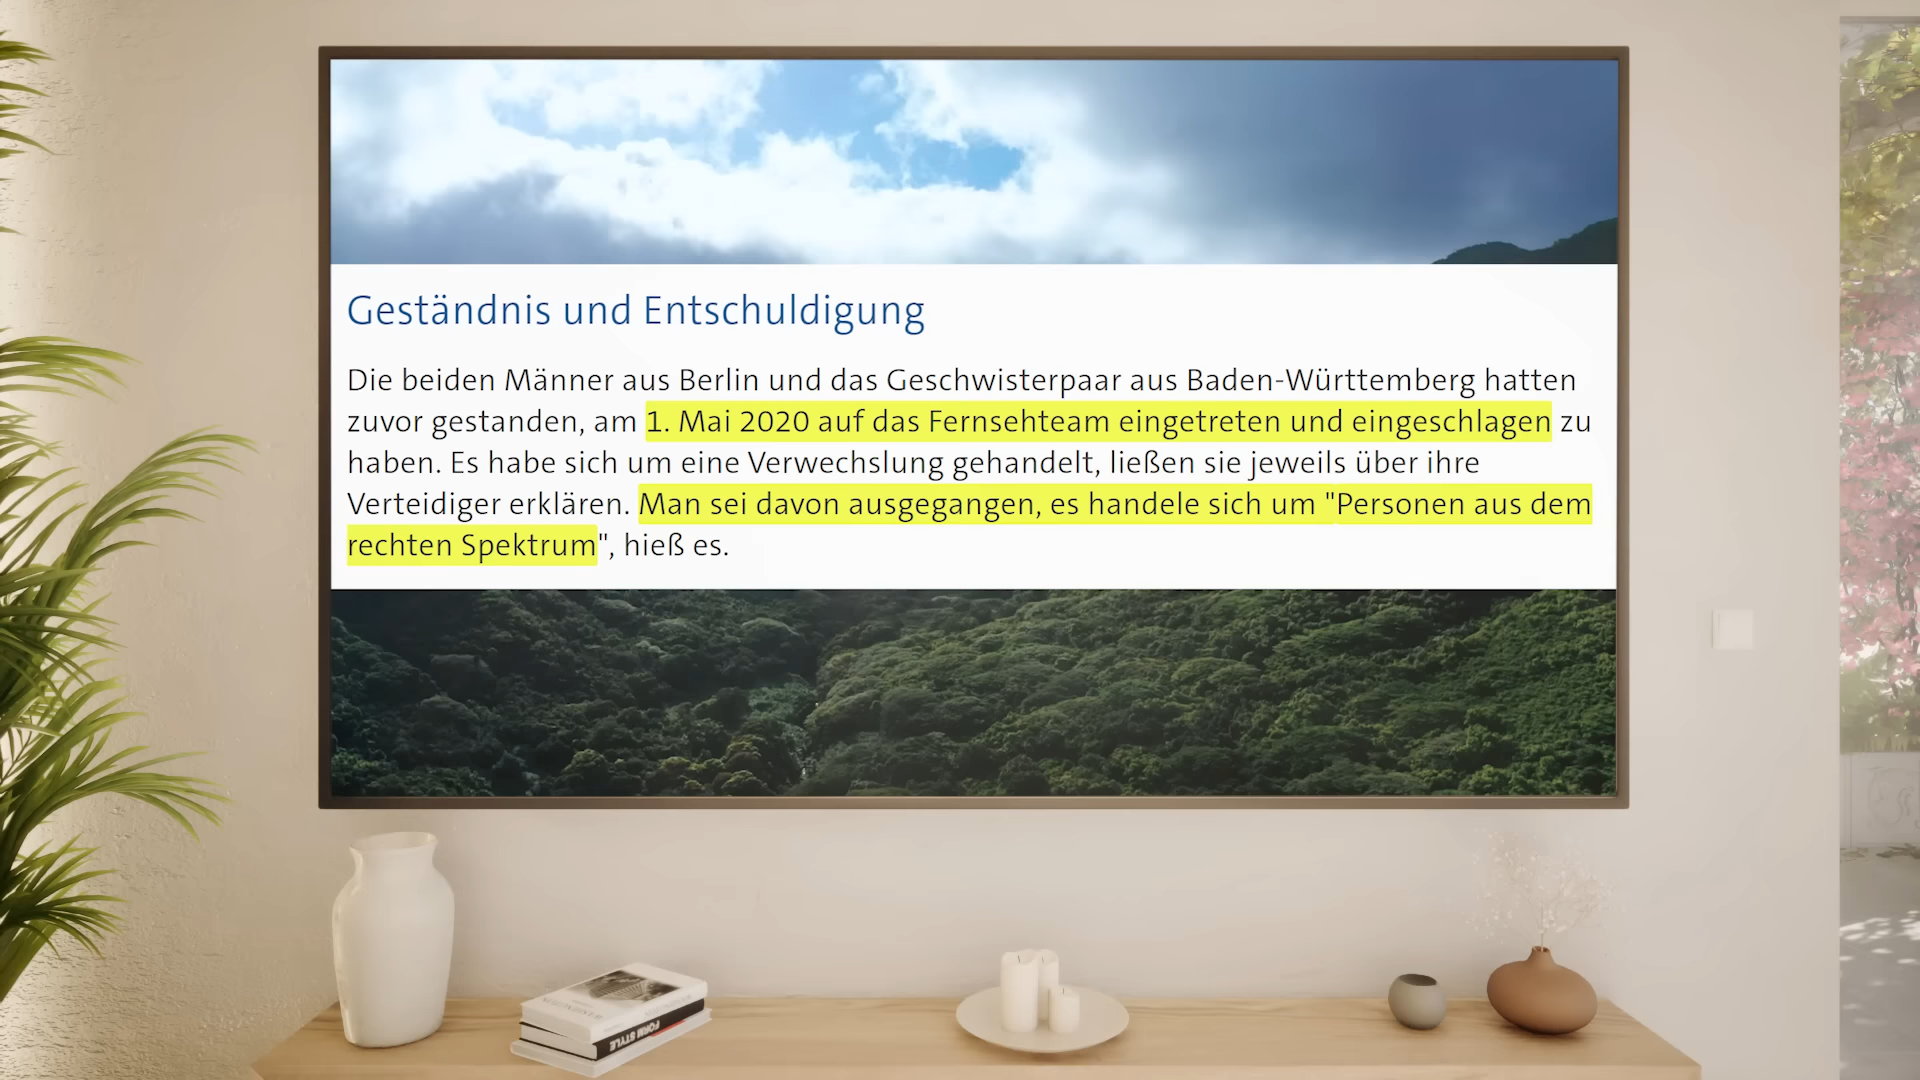 Geständnis und Entschuldigung
Die beiden Männer aus Berlin und das Geschwisterpaar aus Baden-Württemberg hatten
zuvor gestanden, am 1. Mai 2020 auf das Fernsehteam eingetreten und eingeschlagen zu
haben. Es habe sich um eine Verwechslung gehandelt, ließen sie jeweils über ihre
Verteidiger erklären. Man sei davon ausgegangen, es handele sich um "Personen aus dem
rechten Spektrum", hieß es.
FORM STYLE